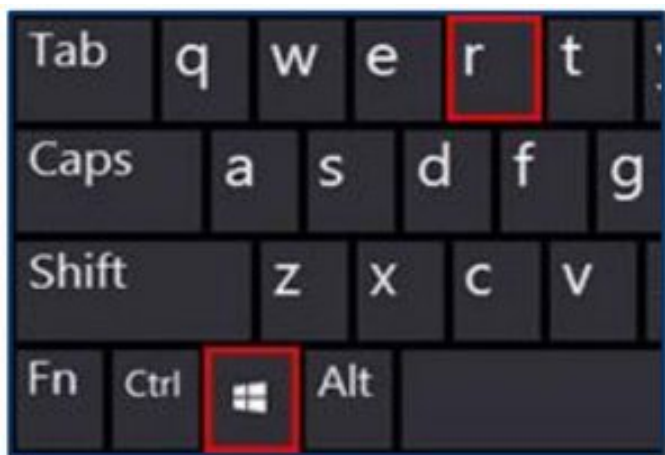 Tab q w e r t
Caps a s d f g
Shift z x c v
Fn Ctrl Alt